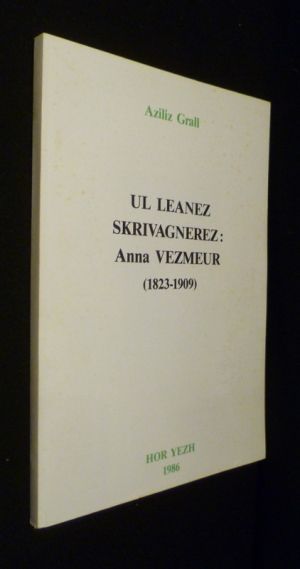 Aziliz Grall
UL LEANEZ
SKRIVAGNEREZ:
Anna VEZMEUR
(1823-1909)
HOR YEZH
1986